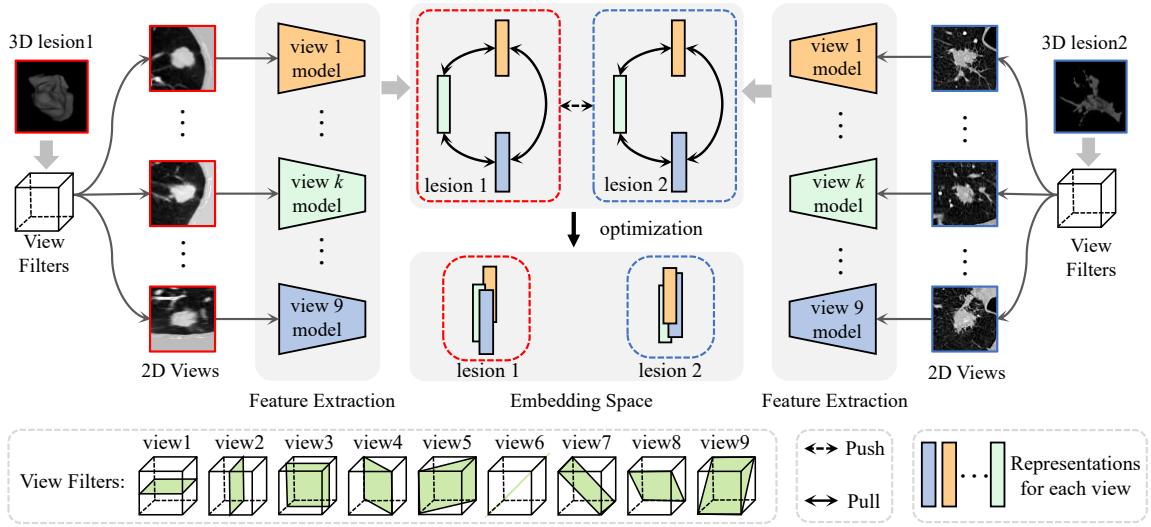 3D lesion1
View
Filters
2D Views
view 1
model
view k
model
view 9
model
Feature Extraction
lesion 1
lesion 2
optimization
lesion 1
lesion 2
Embedding Space
view 1
model
view k
model
view 9
model
Feature Extraction
3D lesion2
View
Filters
2D Views
View Filters:
view1
view2
view3
view4
view5
view6
view7
view8
view9
Push
Pull
Representations
for each view